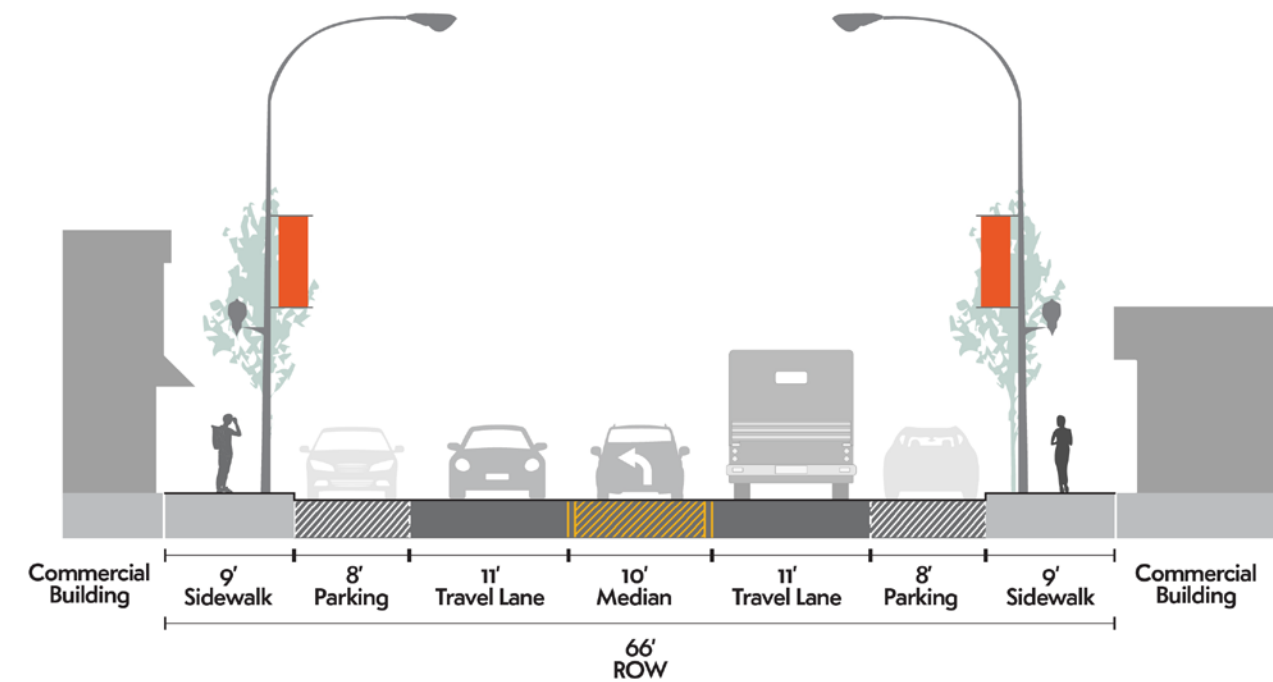 Commercial
Building
9'
Sidewalk
8'
Parking
11'
Travel Lane
10'
Median
11'
Travel Lane
8'
Parking
9'
Sidewalk
Commercial
Building
66'
ROW